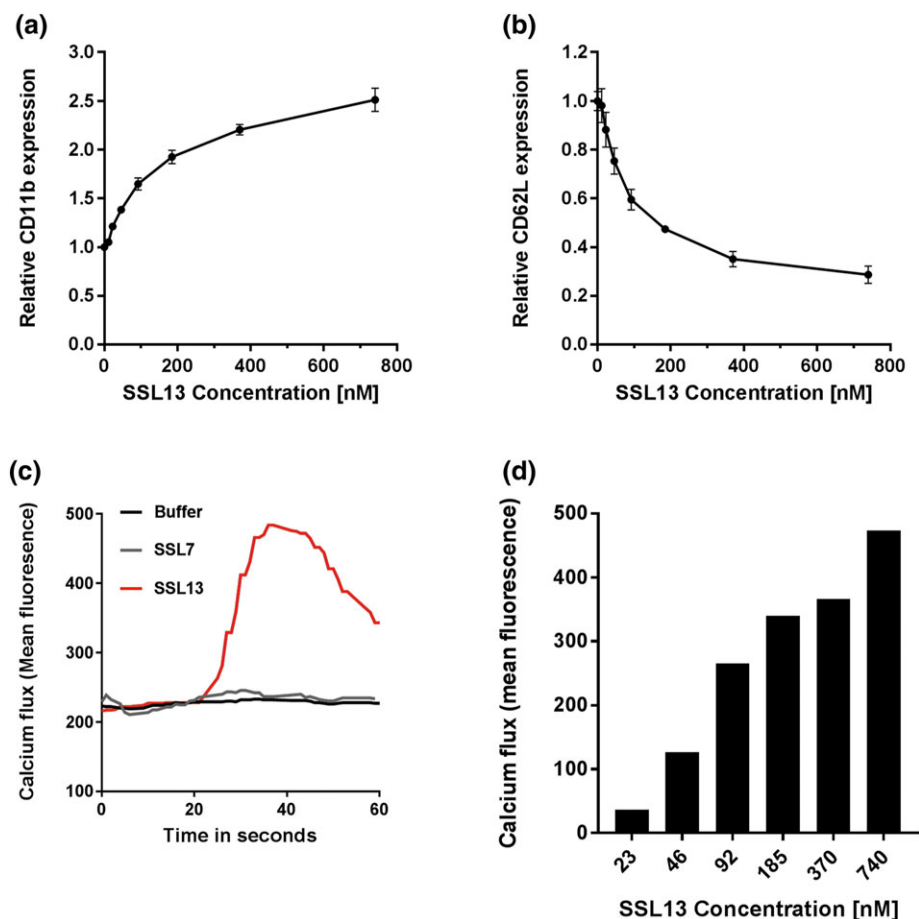 (a)
Relative CD11b expression
3.0
2.5
2.0
1.5
1.0
0.5
0.0
0 200 400 600 800
SSL13 Concentration [nM]
(b)
Relative CD62L expression
1.2
1.0
0.8
0.6
0.4
0.2
0.0
0 200 400 600 800
SSL13 Concentration [nM]
(c)
Calcium flux (Mean fluoresence)
500
400
300
200
100
Buffer
SSL7
SSL13
0 20 40 60
Time in seconds
(d)
Calcium flux (mean fluorescence)
500
400
300
200
100
0
23 46 92 185 370 740
SSL13 Concentration [nM]